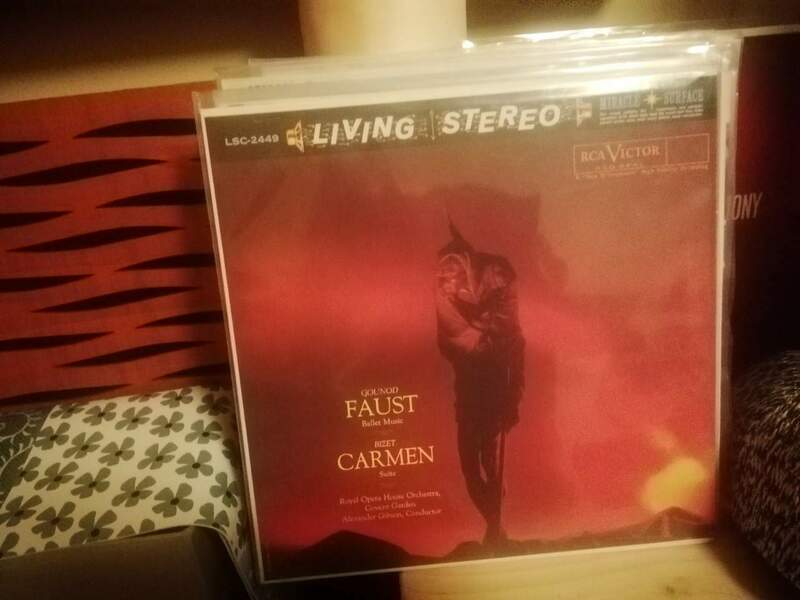 LSC-2449 LIVING STEREO MIRACLE SURFACE
RCA VICTOR
ONY
GOUNOD
FAUST
Ballet Music
BIZET
CARMEN
Suite
Royal Opera House Orchestra,
Covent Garden
Alexander Gibson, Conductor